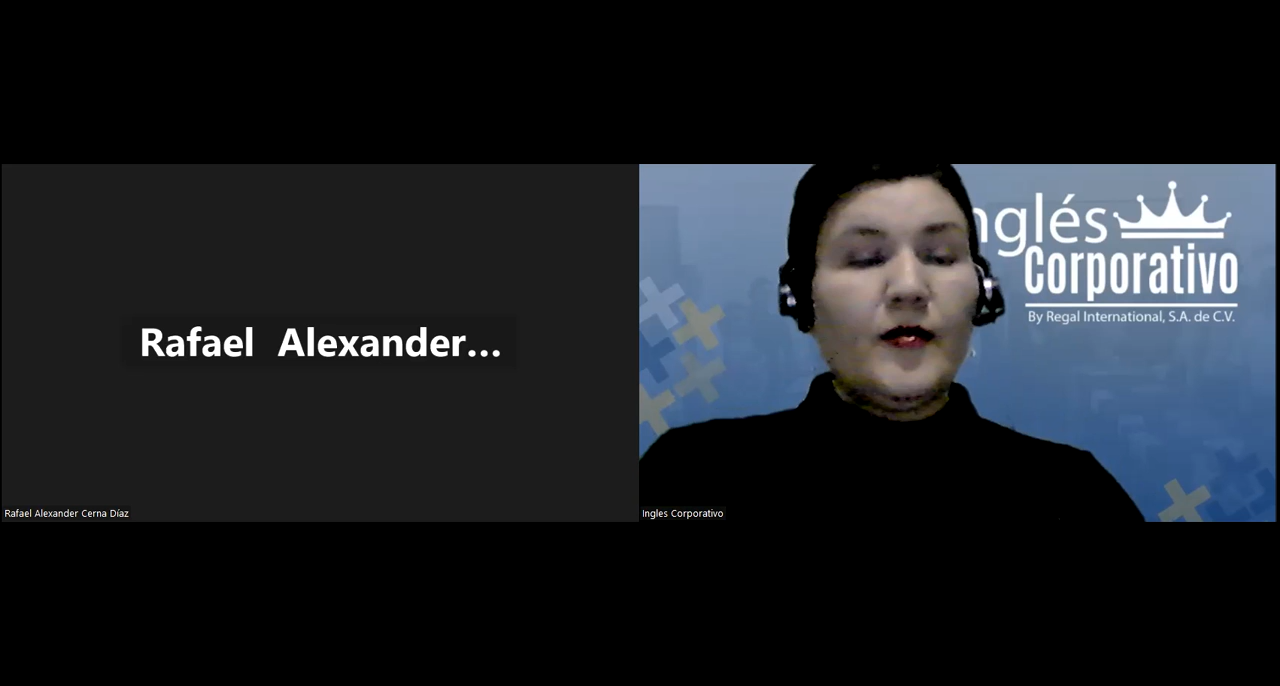 Rafael  Alexander...
Rafael Alexander Cerna Díaz
nglés
Corporativo
By Regal International, S.A. de C.V.
Ingles Corporativo